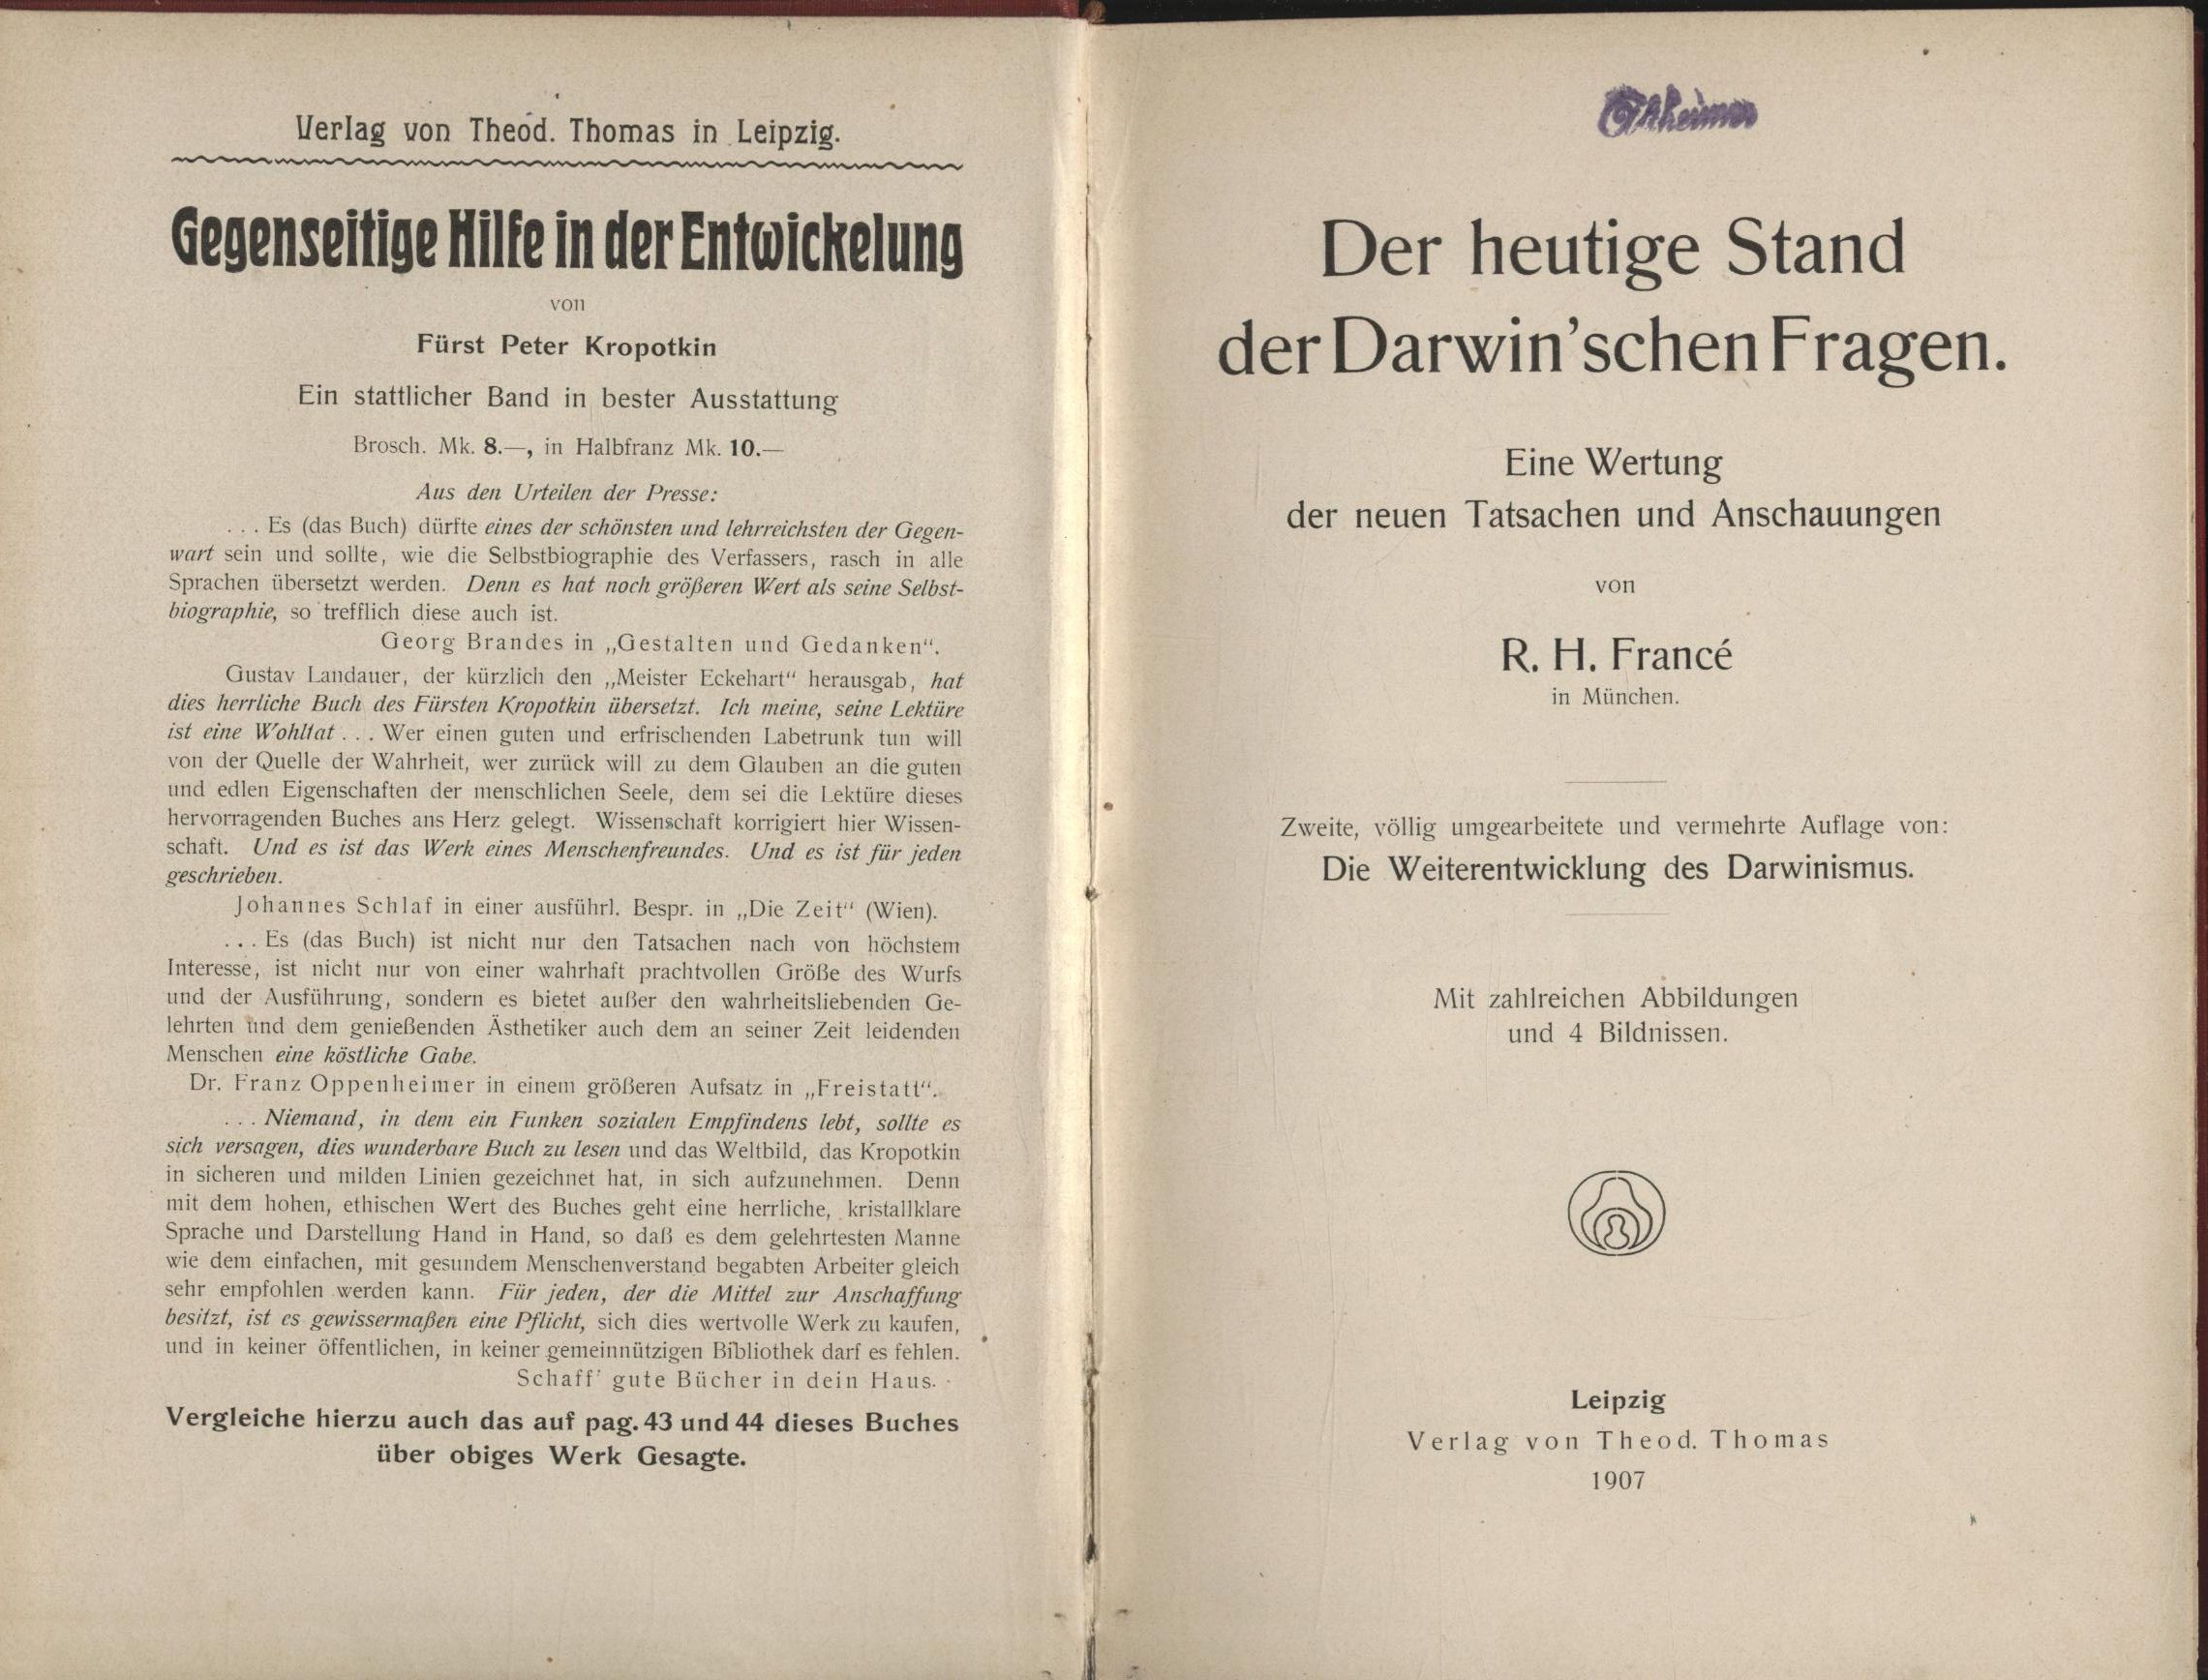 Verlag von Theod. Thomas in Leipzig.
Gegenseitige Hilfe in der Entwickelung
von
Fürst Peter Kropotkin
Ein stattlicher Band in bester Ausstattung
Brosch. Mk. 8.—, in Halbfranz Mk. 10.—
Aus den Urteilen der Presse:
. . . Es (das Buch) dürfte eines der schönsten und lehrreichsten der Gegen-
wart sein und sollte, wie die Selbstbiographie des Verfassers, rasch in alle
Sprachen übersetzt werden. Denn es hat noch größeren Wert als seine Selbst-
biographie, so trefflich diese auch ist.
Georg Brandes in „Gestalten und Gedanken“.
Gustav Landauer, der kürzlich den „Meister Eckehart“ herausgab, hat
dies herrliche Buch des Fürsten Kropotkin übersetzt. Ich meine, seine Lektüre
ist eine Wohltat . . . Wer einen guten und erfrischenden Labetrunk tun will
von der Quelle der Wahrheit, wer zurück will zu dem Glauben an die guten
und edlen Eigenschaften der menschlichen Seele, dem sei die Lektüre dieses
hervorragenden Buches ans Herz gelegt. Wissenschaft korrigiert hier Wissen-
schaft. Und es ist das Werk eines Menschenfreundes. Und es ist für jeden
geschrieben.
Johannes Schlaf in einer ausführl. Bespr. in „Die Zeit“ (Wien).
. . . Es (das Buch) ist nicht nur den Tatsachen nach von höchstem
Interesse, ist nicht nur von einer wahrhaft prachtvollen Größe des Wurfs
und der Ausführung, sondern es bietet außer den wahrheitsliebenden Ge-
lehrten und dem genießenden Ästhetiker auch dem an seiner Zeit leidenden
Menschen eine köstliche Gabe.
Dr. Franz Oppenheimer in einem größeren Aufsatz in „Freistatt“.
. . . Niemand, in dem ein Funken sozialen Empfindens lebt, sollte es
sich versagen, dies wunderbare Buch zu lesen und das Weltbild, das Kropotkin
in sicheren und milden Linien gezeichnet hat, in sich aufzunehmen. Denn
mit dem hohen, ethischen Wert des Buches geht eine herrliche, kristallklare
Sprache und Darstellung Hand in Hand, so daß es dem gelehrtesten Manne
wie dem einfachen, mit gesundem Menschenverstand begabten Arbeiter gleich
sehr empfohlen werden kann. Für jeden, der die Mittel zur Anschaffung
besitzt, ist es gewissermaßen eine Pflicht, sich dies wertvolle Werk zu kaufen,
und in keiner öffentlichen, in keiner gemeinnützigen Bibliothek darf es fehlen.
Schaff’ gute Bücher in dein Haus.
Vergleiche hierzu auch das auf pag. 43 und 44 dieses Buches
über obiges Werk Gesagte.
Der heutige Stand
der Darwin’schen Fragen.
Eine Wertung
der neuen Tatsachen und Anschauungen
von
R. H. Francé
in München.
Zweite, völlig umgearbeitete und vermehrte Auflage von:
Die Weiterentwicklung des Darwinismus.
Mit zahlreichen Abbildungen
und 4 Bildnissen.
Leipzig
Verlag von Theod. Thomas
1907